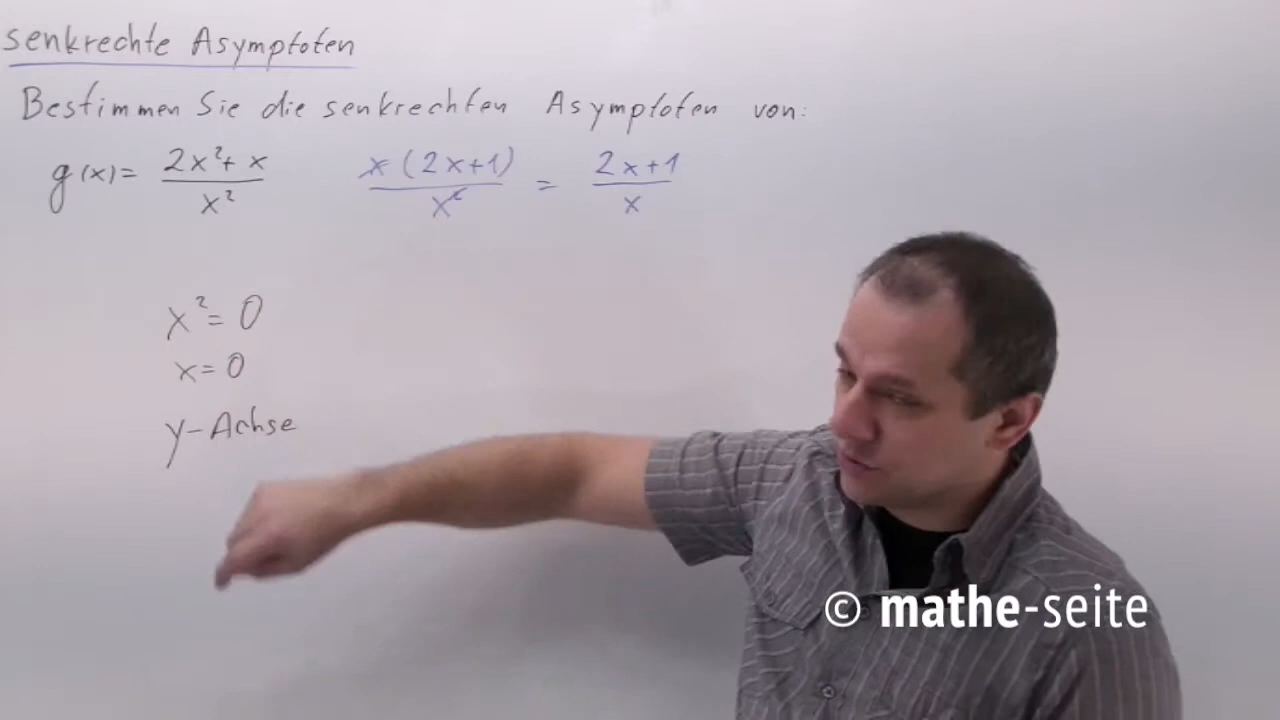 senkrechte Asymptoten
Bestimmen Sie die senkrechten Asymptoten von:
g(x) = (2x²+x)/x²   x(2x+1)/x² = (2x+1)/x
x² = 0
x = 0
y-Achse
© mathe-seite